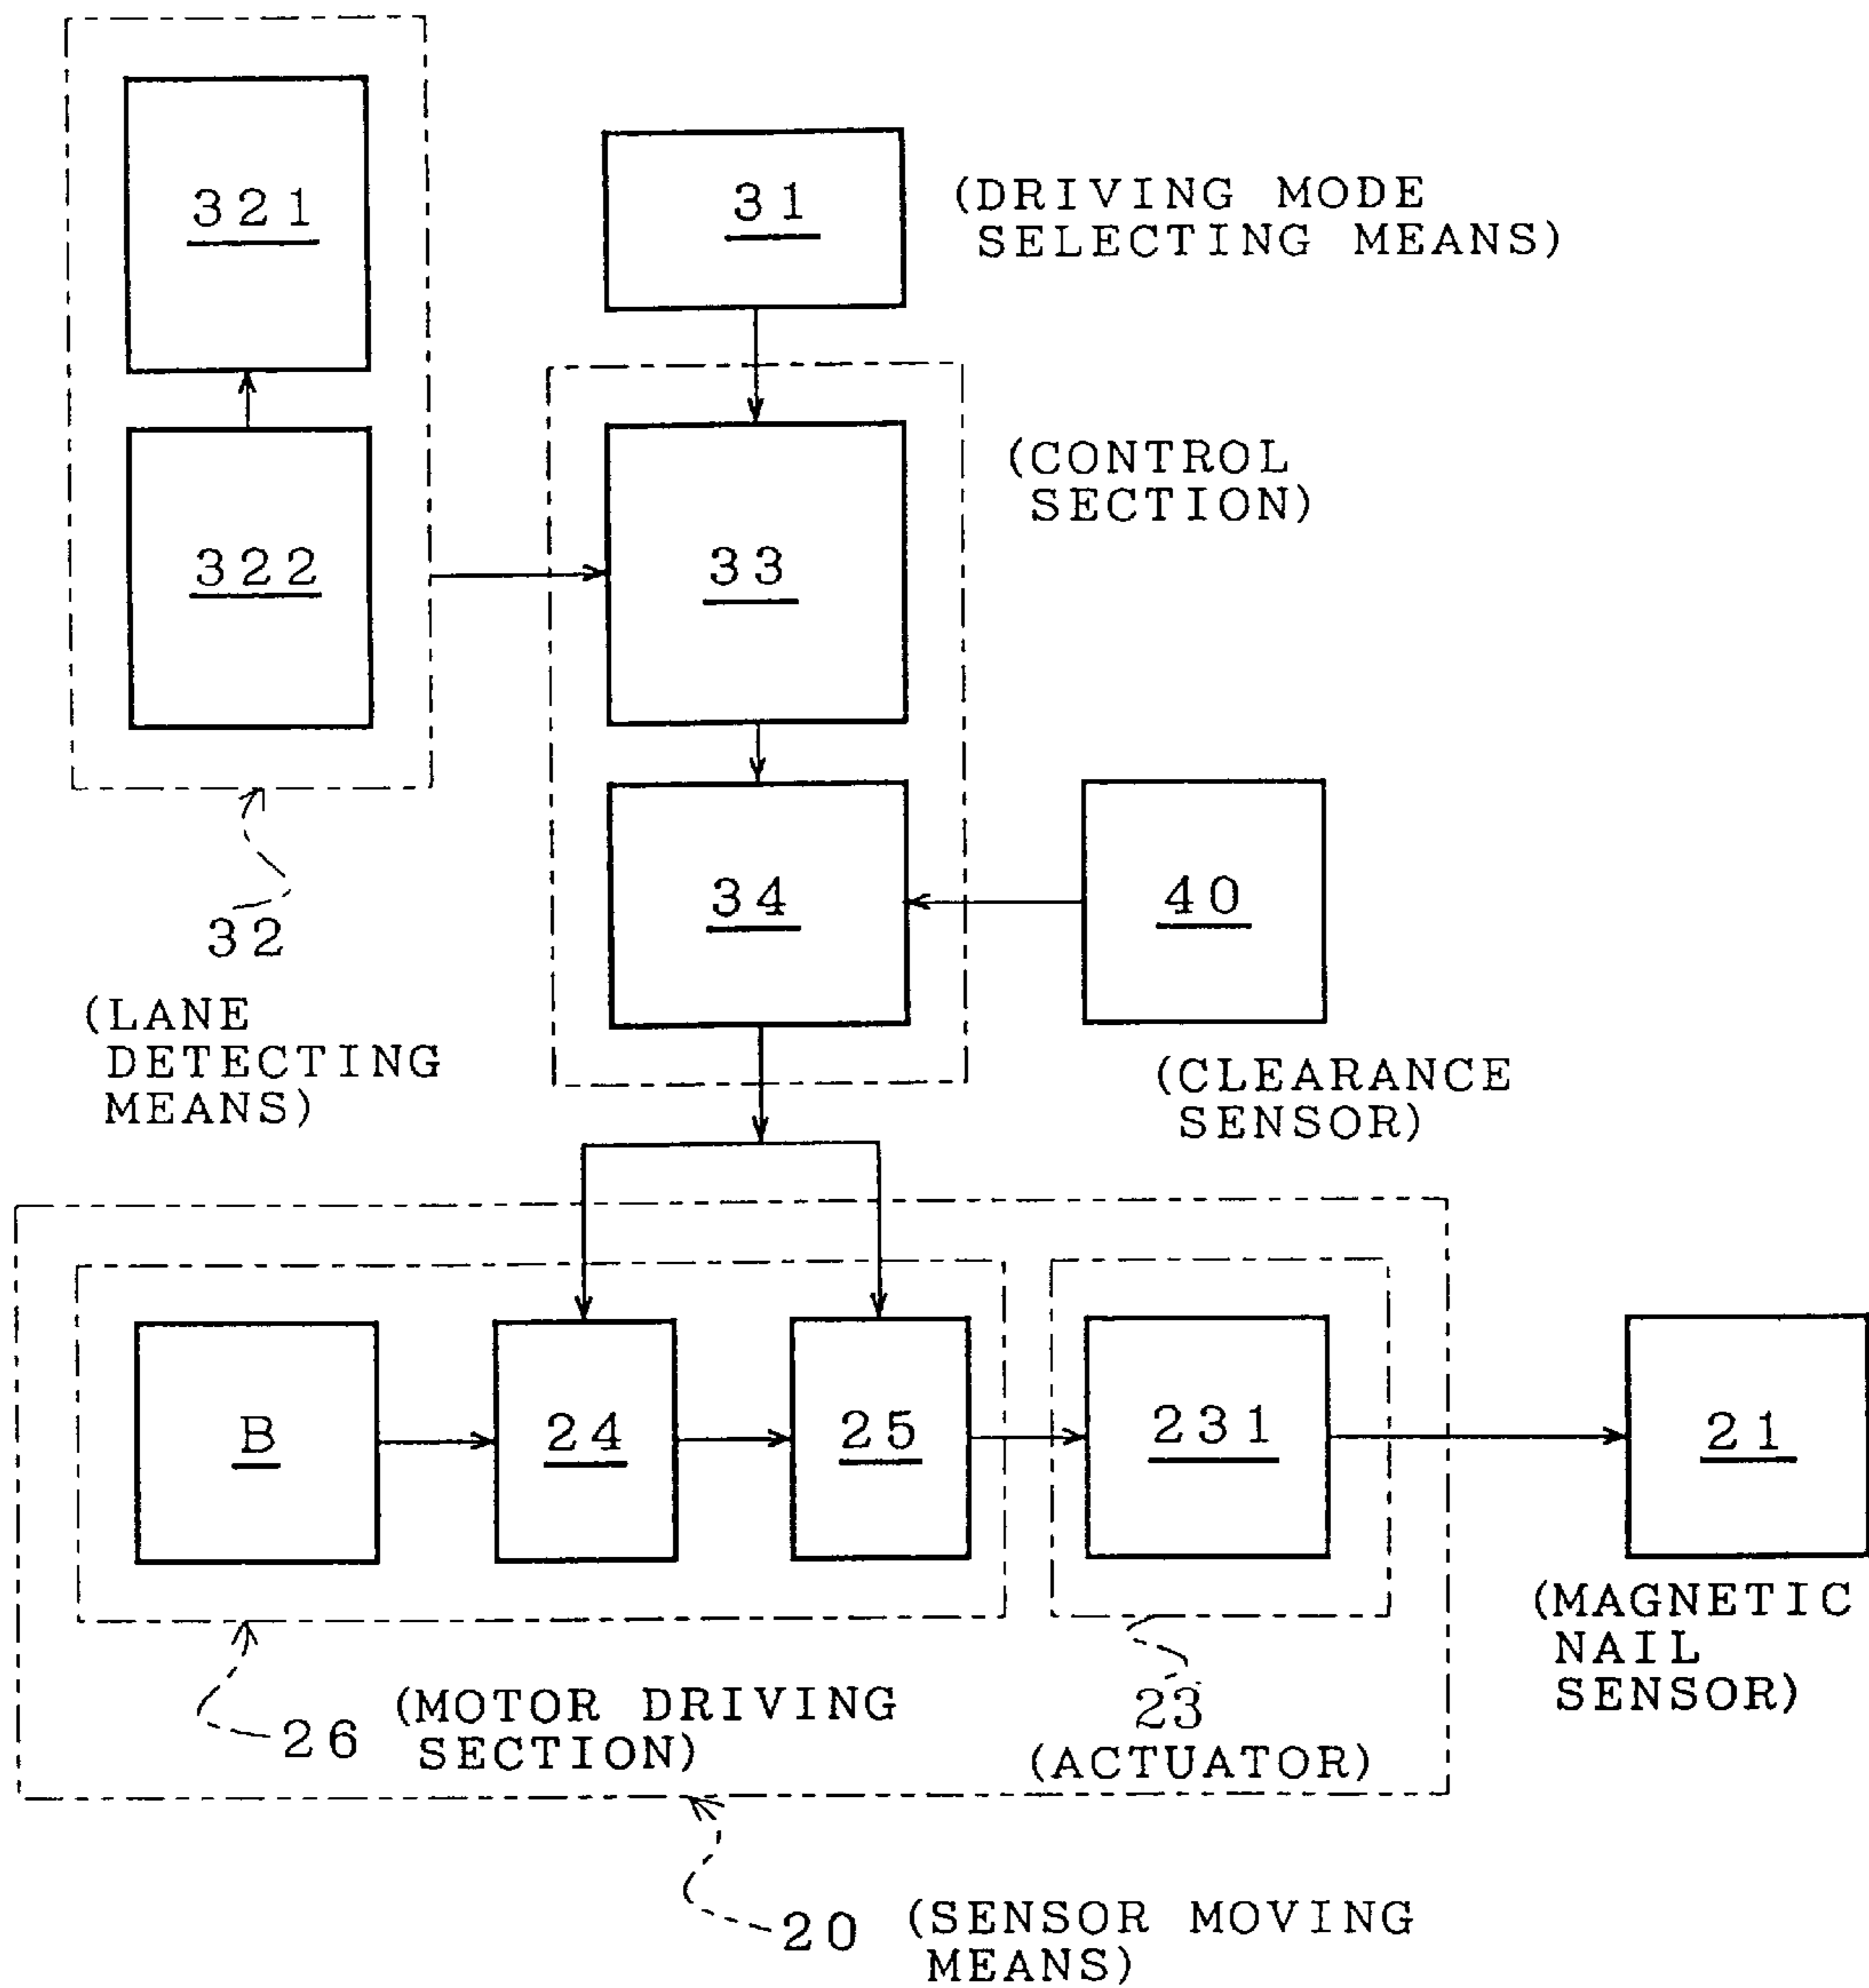 321
31
(DRIVING MODE
SELECTING MEANS)
322
33
(CONTROL
SECTION)
34
40
32
(LANE
DETECTING
MEANS)
(CLEARANCE
SENSOR)
B
24
25
231
21
(MAGNETIC
NAIL
SENSOR)
26
(MOTOR DRIVING
SECTION)
23
(ACTUATOR)
20
(SENSOR MOVING
MEANS)